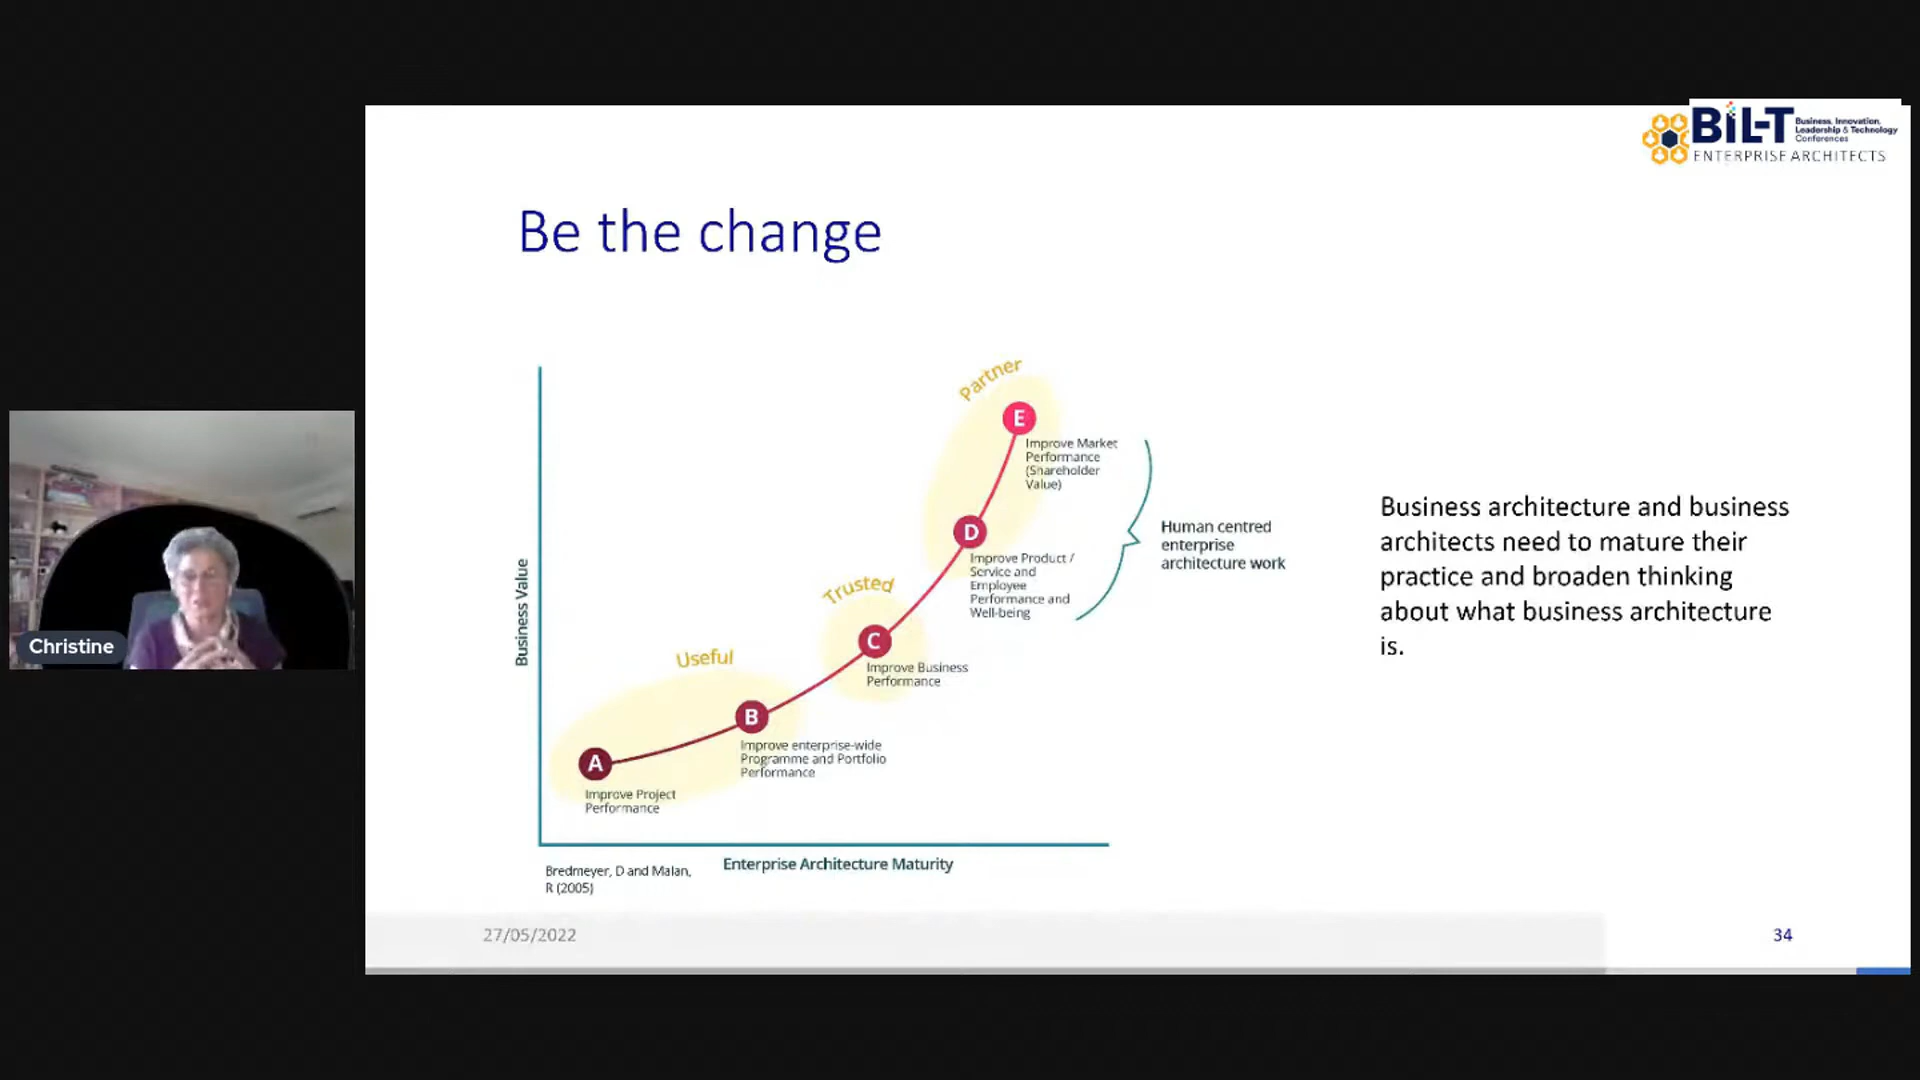 BiL-T
Business, Innovation,
Leadership & Technology
Conferences
ENTERPRISE ARCHITECTS
Be the change
Partner
E
Improve Market
Performance
(Shareholder
Value)
D
Improve Product /
Service and
Employee
Performance and
Well-being
Human centred
enterprise
architecture work
Trusted
C
Improve Business
Performance
Useful
B
Improve enterprise-wide
Programme and Portfolio
Performance
A
Improve Project
Performance
Business Value
Enterprise Architecture Maturity
Bredmeyer, D and Malan,
R (2005)
Business architecture and business
architects need to mature their
practice and broaden thinking
about what business architecture
is.
Christine
27/05/2022
34